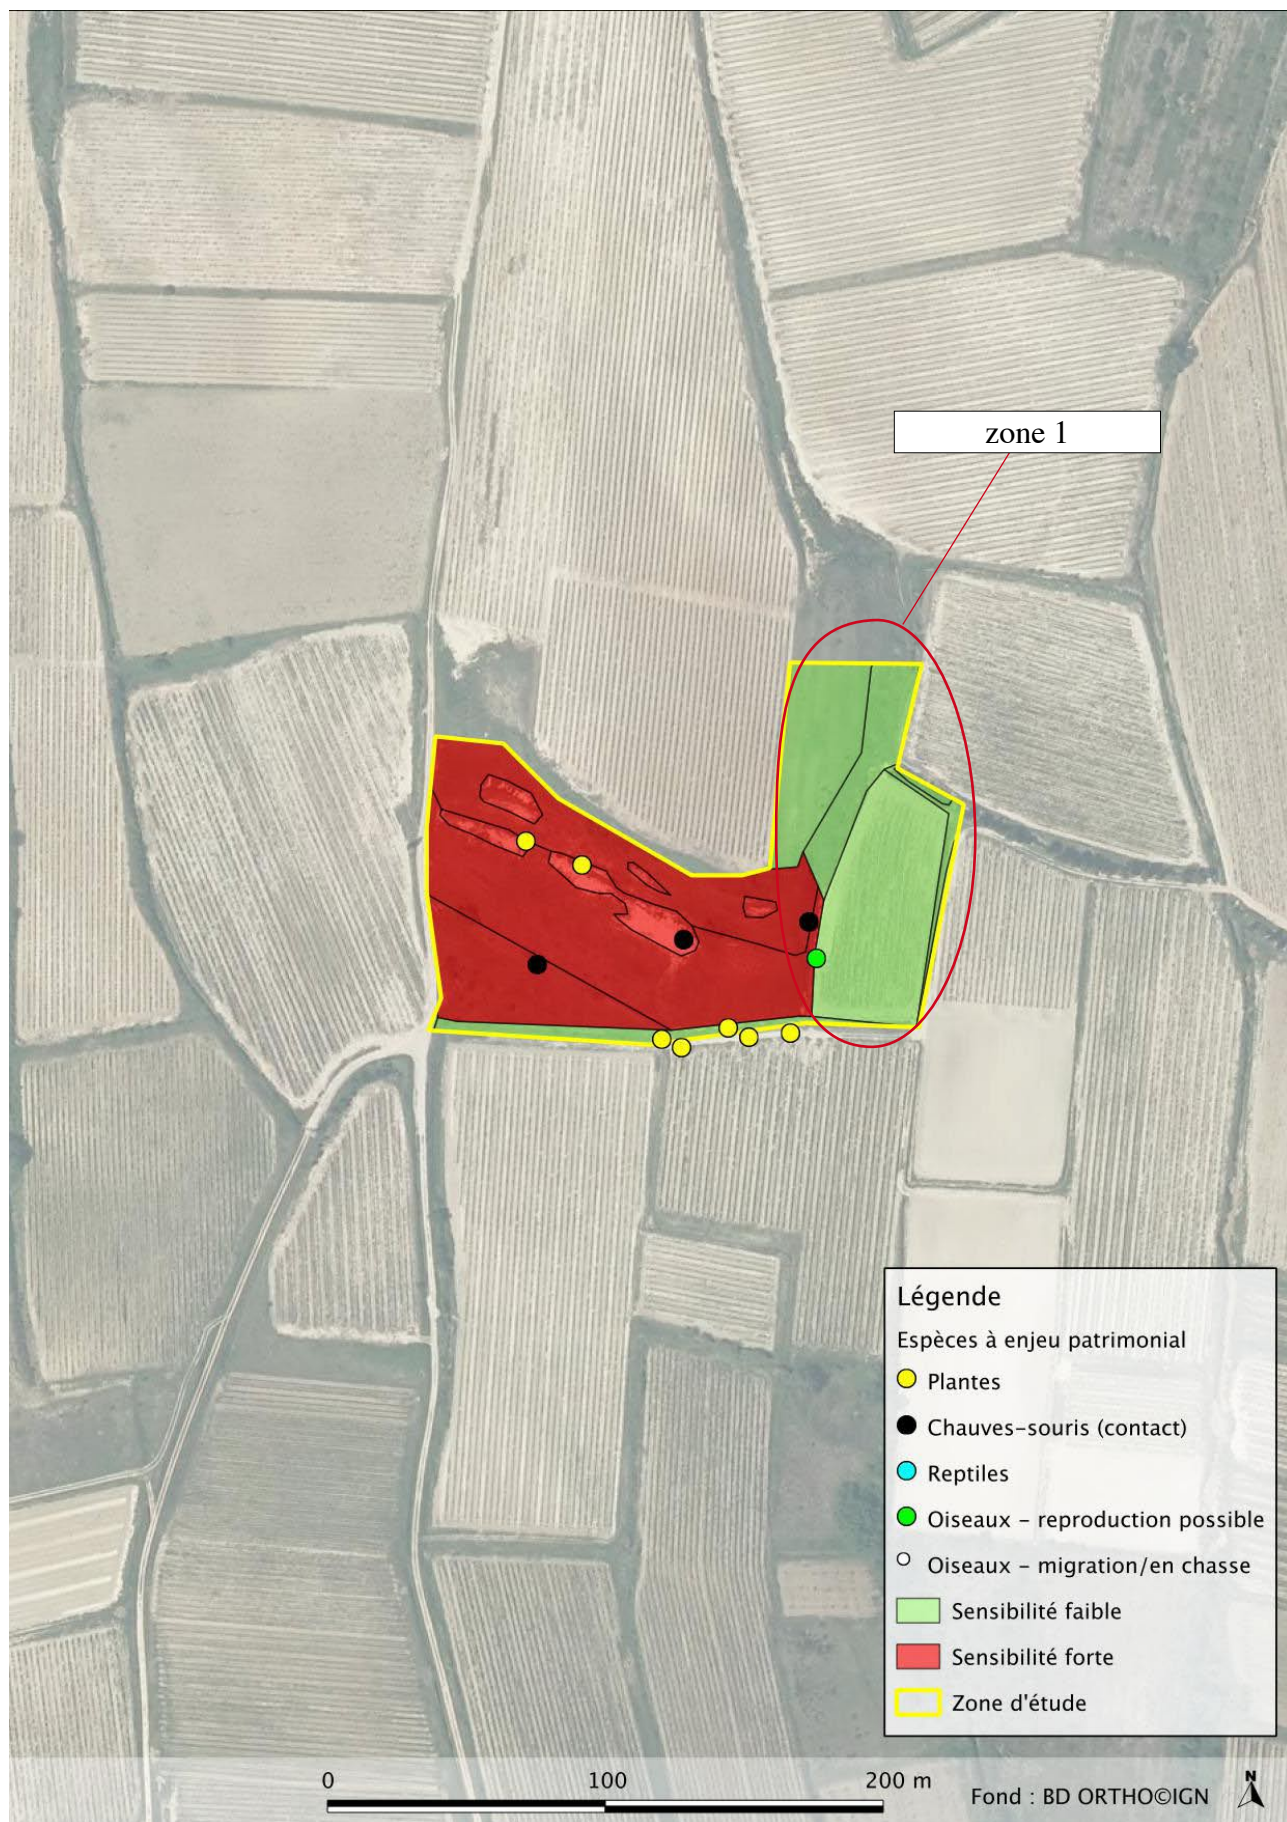 zone 1
Légende
Espèces à enjeu patrimonial
Plantes
Chauves-souris (contact)
Reptiles
Oiseaux - reproduction possible
Oiseaux - migration/en chasse
Sensibilité faible
Sensibilité forte
Zone d'étude
0 100 200 m
Fond : BD ORTHO©IGN
N